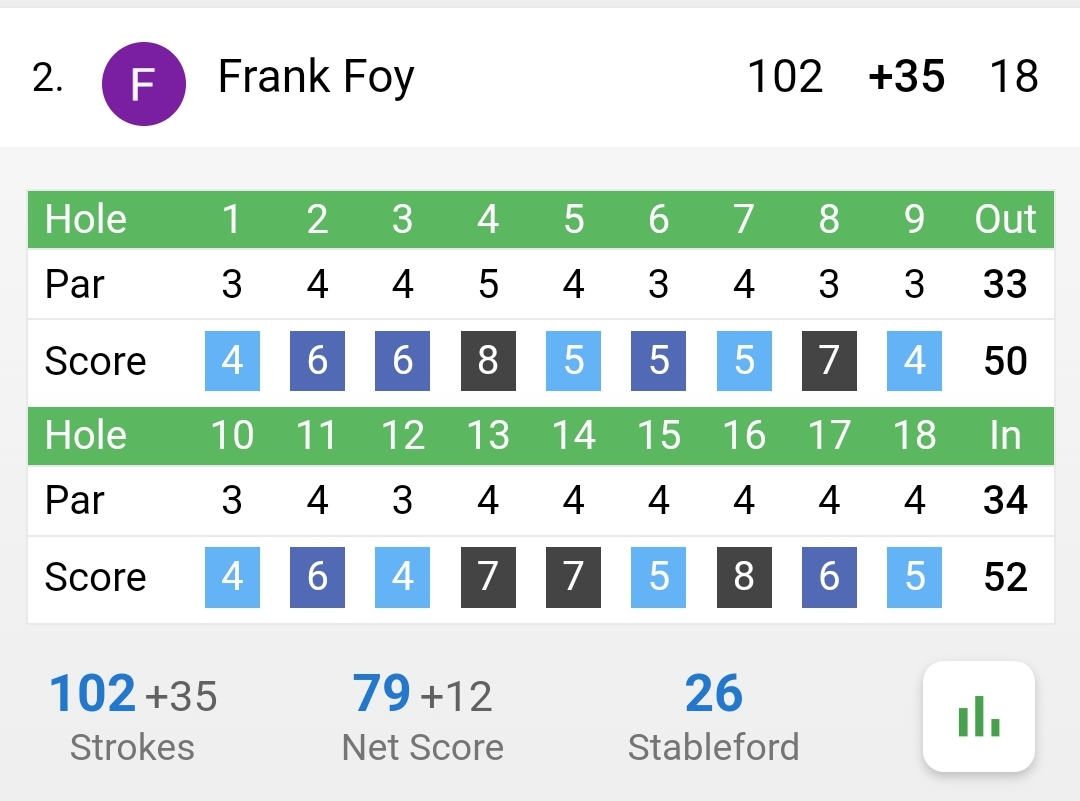 2. F Frank Foy 102 +35 18
Hole 1 2 3 4 5 6 7 8 9 Out
Par 3 4 4 5 4 3 4 3 3 33
Score 4 6 6 8 5 5 5 7 4 50
Hole 10 11 12 13 14 15 16 17 18 In
Par 3 4 3 4 4 4 4 4 4 34
Score 4 6 4 7 7 5 8 6 5 52
102 +35 79 +12 26
Strokes Net Score Stableford